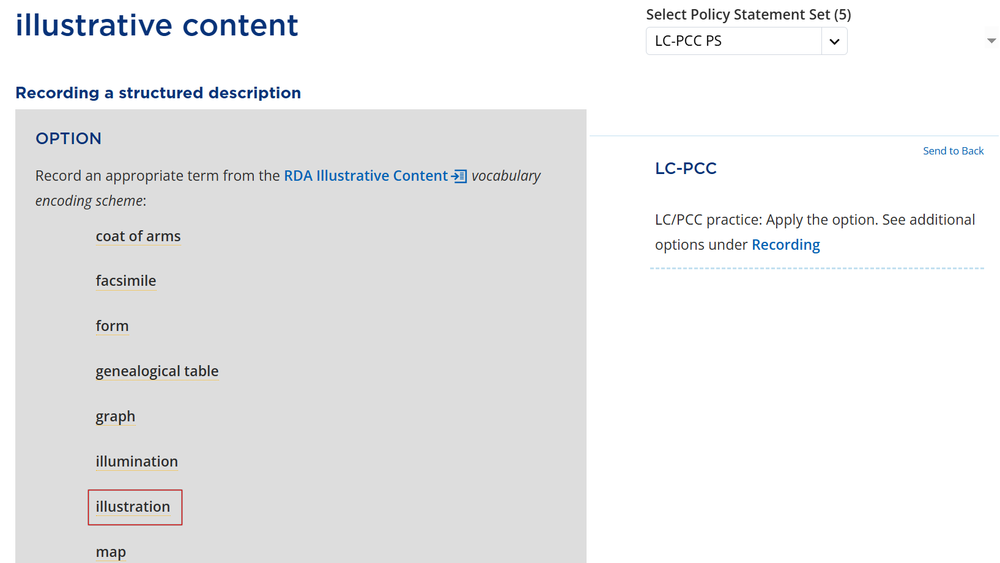 illustrative content
Select Policy Statement Set (5)
LC-PCC PS
Recording a structured description
OPTION
Record an appropriate term from the RDA Illustrative Content vocabulary
encoding scheme:
coat of arms
facsimile
form
genealogical table
graph
illumination
illustration
map
Send to Back
LC-PCC
LC/PCC practice: Apply the option. See additional
options under Recording